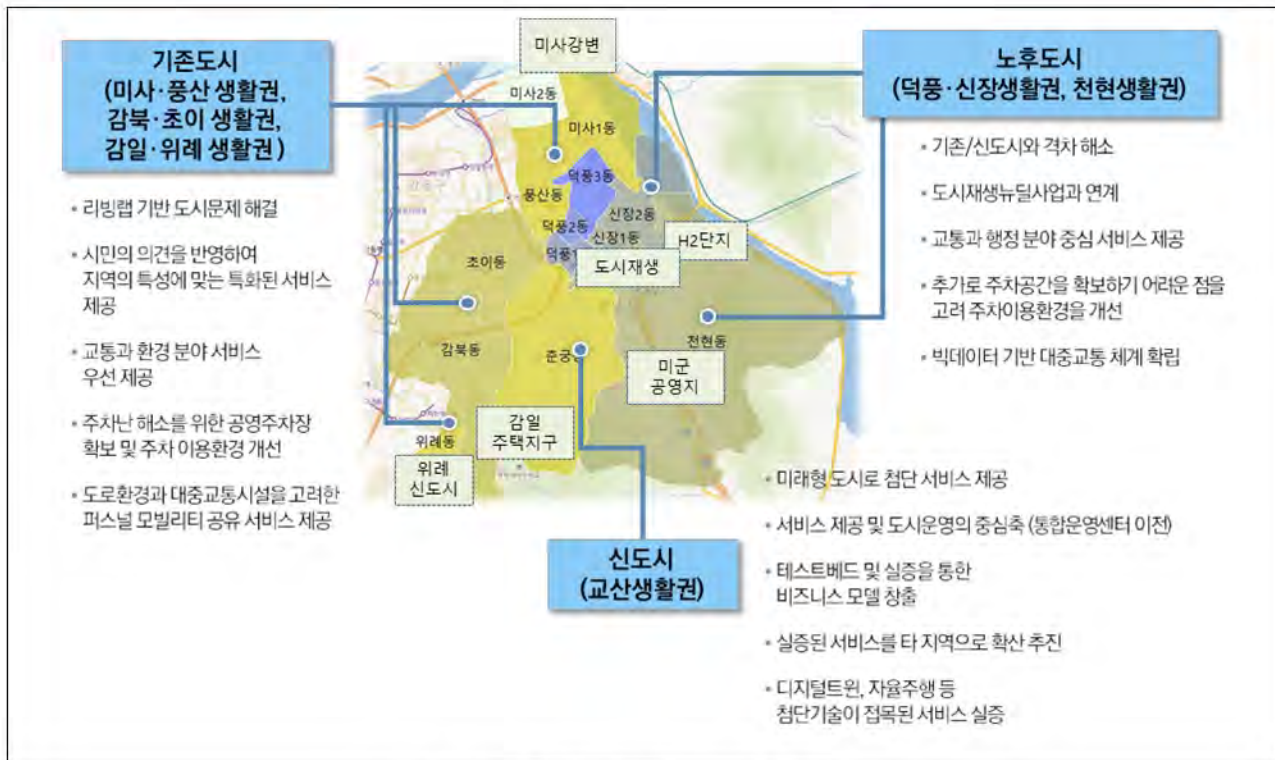 기존도시
(미사·풍산 생활권,
감북·초이 생활권,
감일·위례 생활권)
• 리빙랩 기반 도시문제 해결
• 시민의 의견을 반영하여
지역의 특성에 맞는 특화된 서비스
제공
• 교통과 환경 분야 서비스
우선 제공
• 주차난 해소를 위한 공영주차장
확보 및 주차 이용환경 개선
• 도로환경과 대중교통시설을 고려한
퍼스널 모빌리티 공유 서비스 제공
미사강변
미사2동
미사1동
덕풍3동
풍산동
덕풍2동
신장2동
신장1동
덕풍1
H2단지
도시재생
초이동
감북동
춘궁동
천현동
미군
공영지
감일
주택지구
위례동
위례
신도시
노후도시
(덕풍·신장생활권, 천현생활권)
• 기존/신도시와 격차 해소
• 도시재생뉴딜사업과 연계
• 교통과 행정 분야 중심 서비스 제공
• 추가로 주차공간을 확보하기 어려운 점을
고려 주차이용환경을 개선
• 빅데이터 기반 대중교통 체계 확립
신도시
(교산생활권)
• 미래형 도시로 첨단 서비스 제공
• 서비스 제공 및 도시운영의 중심축 (통합운영센터 이전)
• 테스트베드 및 실증을 통한
비즈니스 모델 창출
• 실증된 서비스를 타 지역으로 확산 추진
• 디지털트윈, 자율주행 등
첨단기술이 접목된 서비스 실증